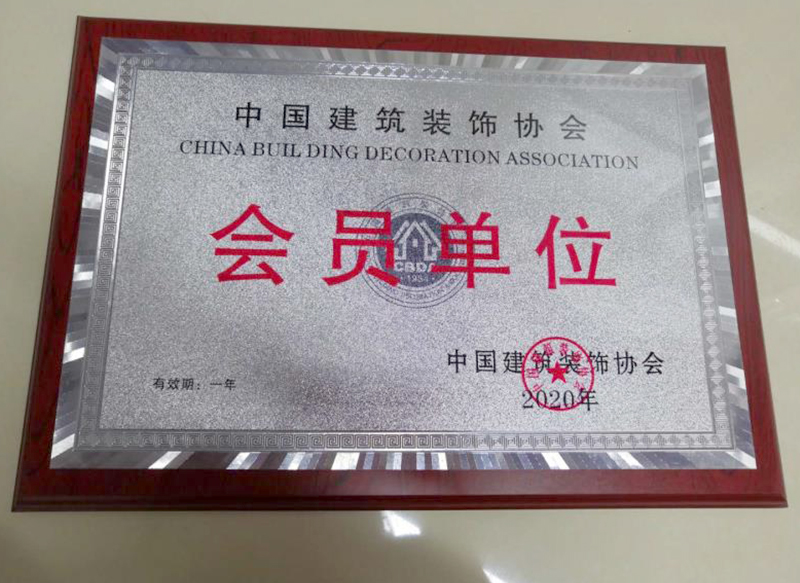 中国建筑装饰协会
CHINA BUIL DING DECORATION ASSOCIATION
会员单位
CBDA
1984
中国建筑装饰协会
有效期：一年
2020年